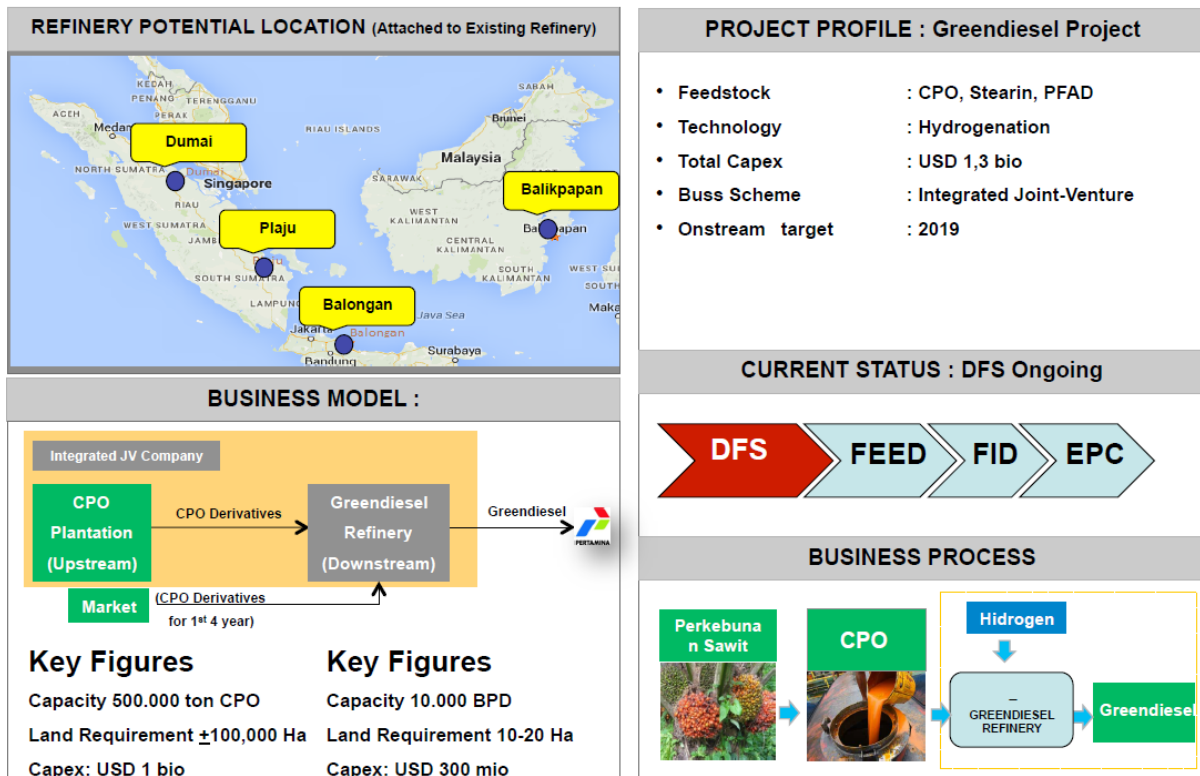 REFINERY POTENTIAL LOCATION (Attached to Existing Refinery)
KEDAH
PENANG
TERENGGANU
PERAK
ACEH
Medan
Dumai
RIAU ISLANDS
NORTH SUMATRA
Dumai
Singapore
RIAU
WEST SUMATRA
Plaju
JAMB
SOUTH SUMATRA
LAMPUNG
Balongan
Jakarta
Balongan
Java Sea
Bandung
Surabaya
SABAH
Brunei
Malaysia
SARAWAK
Balikpapan
WEST
KALIMANTAN
Ba apan
CENTRAL
KALIMANTAN
SOUTH
KALIMANTAN
WEST SU
SOUTH
Maka
BUSINESS MODEL :
Integrated JV Company
CPO
Plantation
(Upstream)
CPO Derivatives
Greendiesel
Refinery
(Downstream)
Greendiesel
PERTAMINA
Market
(CPO Derivatives
for 1st 4 year)
Key Figures
Capacity 500.000 ton CPO
Land Requirement ±100,000 Ha
Capex: USD 1 bio
Key Figures
Capacity 10.000 BPD
Land Requirement 10-20 Ha
Capex: USD 300 mio
PROJECT PROFILE : Greendiesel Project
• Feedstock : CPO, Stearin, PFAD
• Technology : Hydrogenation
• Total Capex : USD 1,3 bio
• Buss Scheme : Integrated Joint-Venture
• Onstream target : 2019
CURRENT STATUS : DFS Ongoing
DFS
FEED
FID
EPC
BUSINESS PROCESS
Perkebuna
n Sawit
CPO
Hidrogen
–
GREENDIESEL
REFINERY
Greendiesel